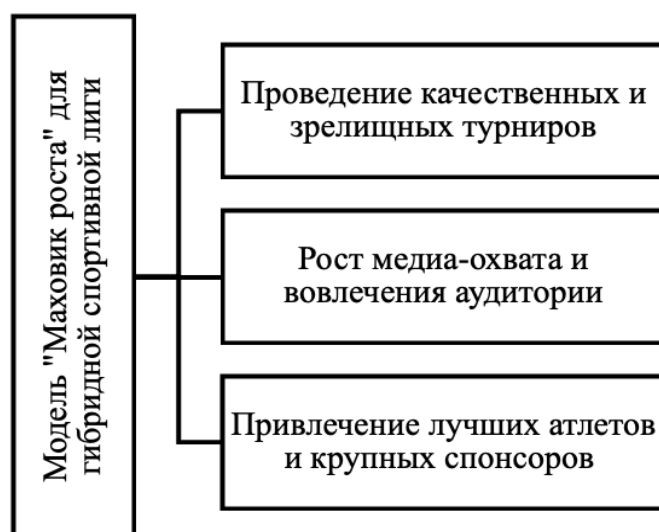 Модель "Маховик роста" для
гибридной спортивной лиги
Проведение качественных и
зрелищных турниров
Рост медиа-охвата и
вовлечения аудитории
Привлечение лучших атлетов
и крупных спонсоров